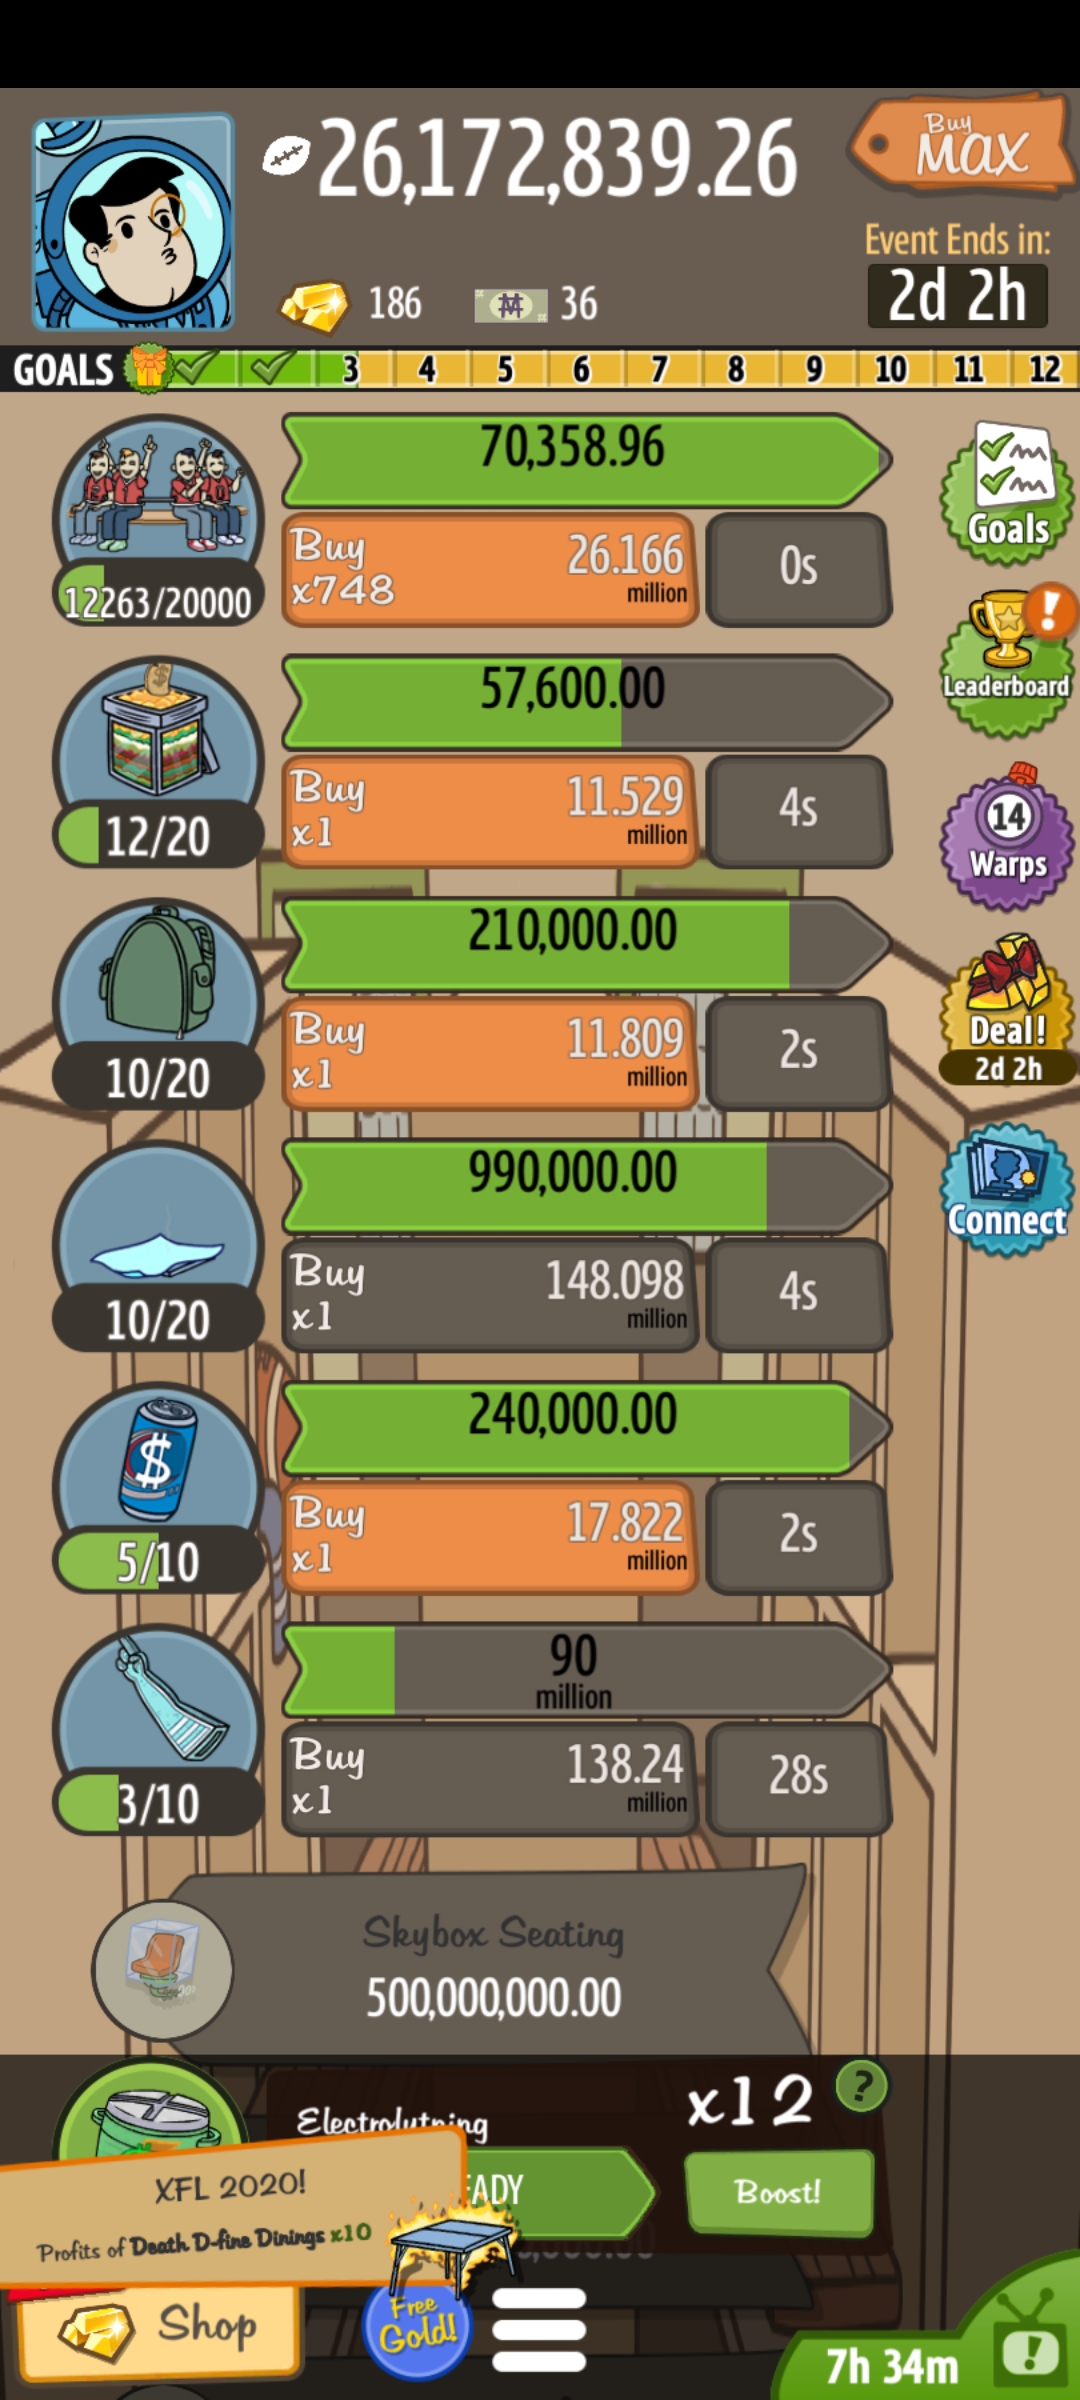 26,172,839.26
Buy
MAX
Event Ends in:
2d 2h
186
36
GOALS 3 4 5 6 7 8 9 10 11 12
70,358.96
Buy
x748
26.166
million
0s
12263/20000
Goals
57,600.00
Leaderboard
Buy
x1
11.529
million
4s
12/20
14
Warps
210,000.00
Buy
x1
11.809
million
2s
10/20
Deal!
2d 2h
990,000.00
Buy
x1
148.098
million
4s
10/20
Connect
240,000.00
Buy
x1
17.822
million
2s
5/10
90
million
Buy
x1
138.24
million
28s
3/10
Skybox Seating
500,000,000.00
x12
?
XFL 2020!
Boost!
Profits of Death D-fine Dinings x10
Shop
Free
Gold!
7h 34m